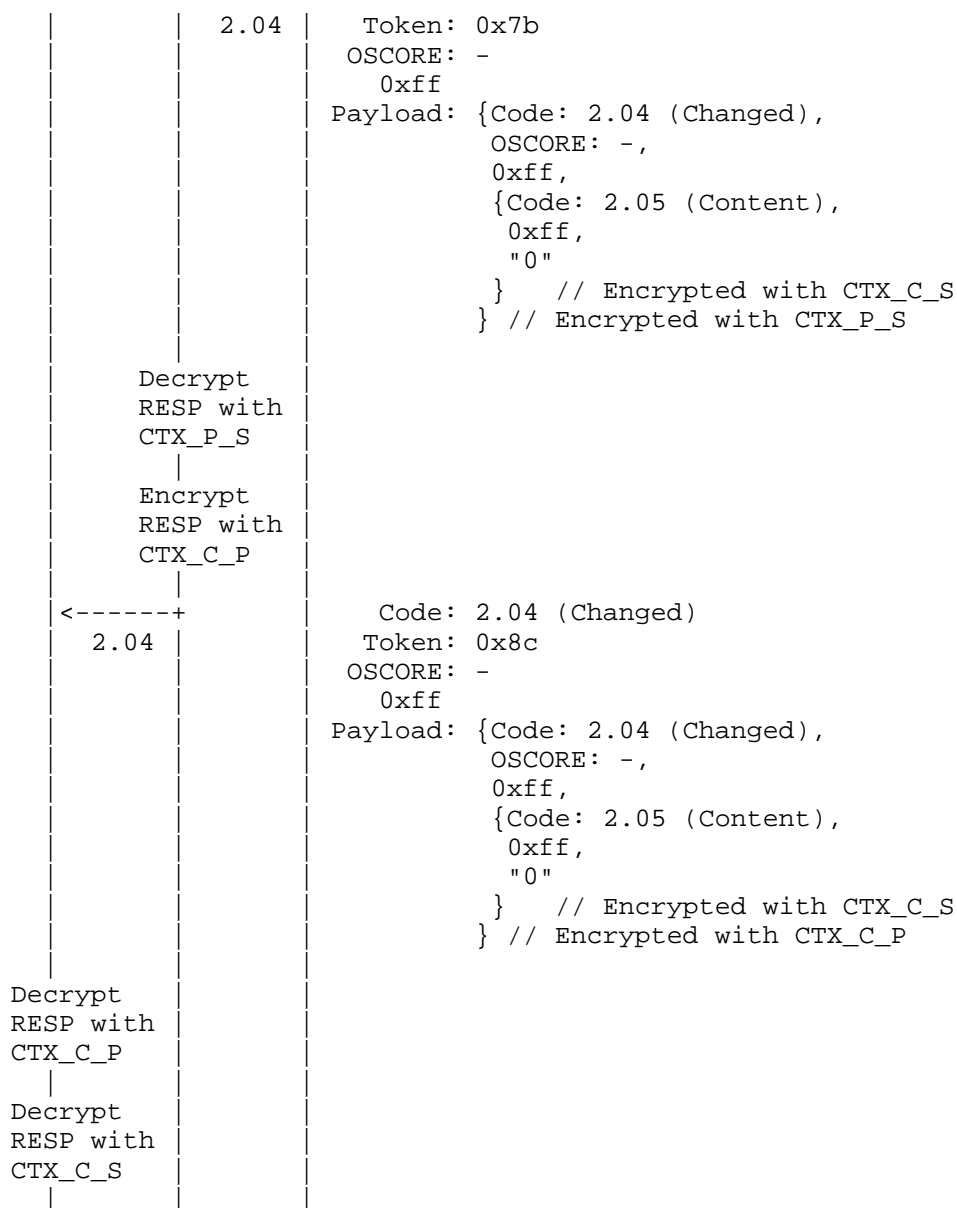 2.04 Token: 0x7b
OSCORE: -
0xff
Payload: {Code: 2.04 (Changed),
OSCORE: -,
0xff,
{Code: 2.05 (Content),
0xff,
"0"
} // Encrypted with CTX_C_S
} // Encrypted with CTX_P_S
Decrypt
RESP with
CTX_P_S
Encrypt
RESP with
CTX_C_P
<------+ Code: 2.04 (Changed)
2.04 Token: 0x8c
OSCORE: -
0xff
Payload: {Code: 2.04 (Changed),
OSCORE: -,
0xff,
{Code: 2.05 (Content),
0xff,
"0"
} // Encrypted with CTX_C_S
} // Encrypted with CTX_C_P
Decrypt
RESP with
CTX_C_P
Decrypt
RESP with
CTX_C_S